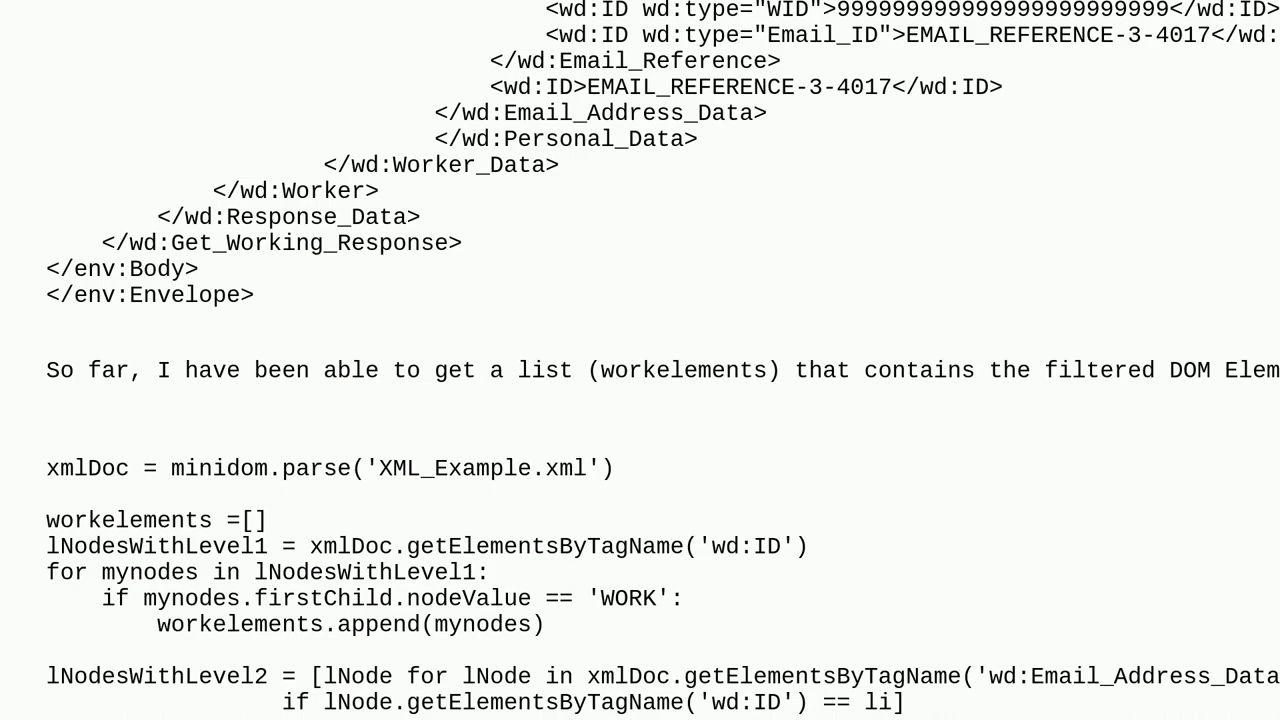 <wd:ID wd:type="WID">999999999999999999999999</wd:ID>
<wd:ID wd:type="Email_ID">EMAIL_REFERENCE-3-4017</wd:
</wd:Email_Reference>
<wd:ID>EMAIL_REFERENCE-3-4017</wd:ID>
</wd:Email_Address_Data>
</wd:Personal_Data>
</wd:Worker_Data>
</wd:Worker>
</wd:Response_Data>
</wd:Get_Working_Response>
</env:Body>
</env:Envelope>
So far, I have been able to get a list (workelements) that contains the filtered DOM Elem
xmlDoc = minidom.parse('XML_Example.xml')
workelements =[]
lNodesWithLevel1 = xmlDoc.getElementsByTagName('wd:ID')
for mynodes in lNodesWithLevel1:
if mynodes.firstChild.nodeValue == 'WORK':
workelements.append(mynodes)
lNodesWithLevel2 = [lNode for lNode in xmlDoc.getElementsByTagName('wd:Email_Address_Data
if lNode.getElementsByTagName('wd:ID') == li]